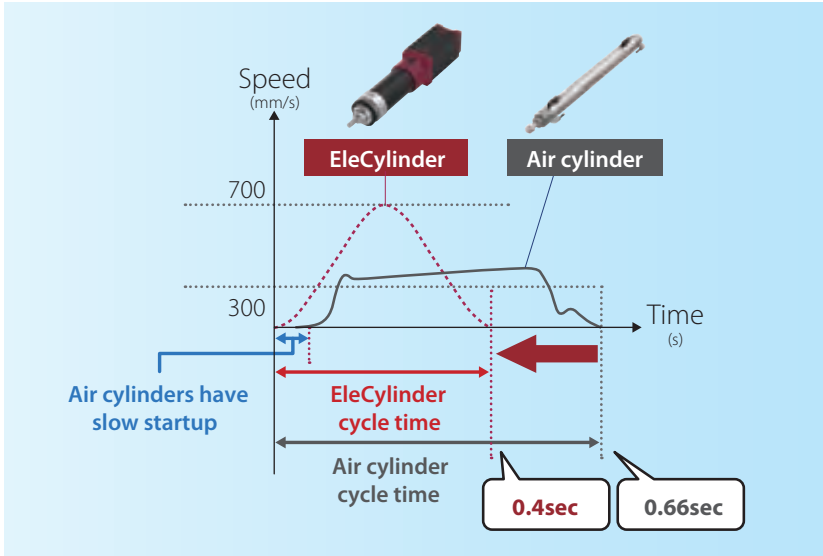 Speed
(mm/s)
EleCylinder
Air cylinder
700
300
Time
(s)
Air cylinders have
slow startup
EleCylinder
cycle time
Air cylinder
cycle time
0.4sec
0.66sec